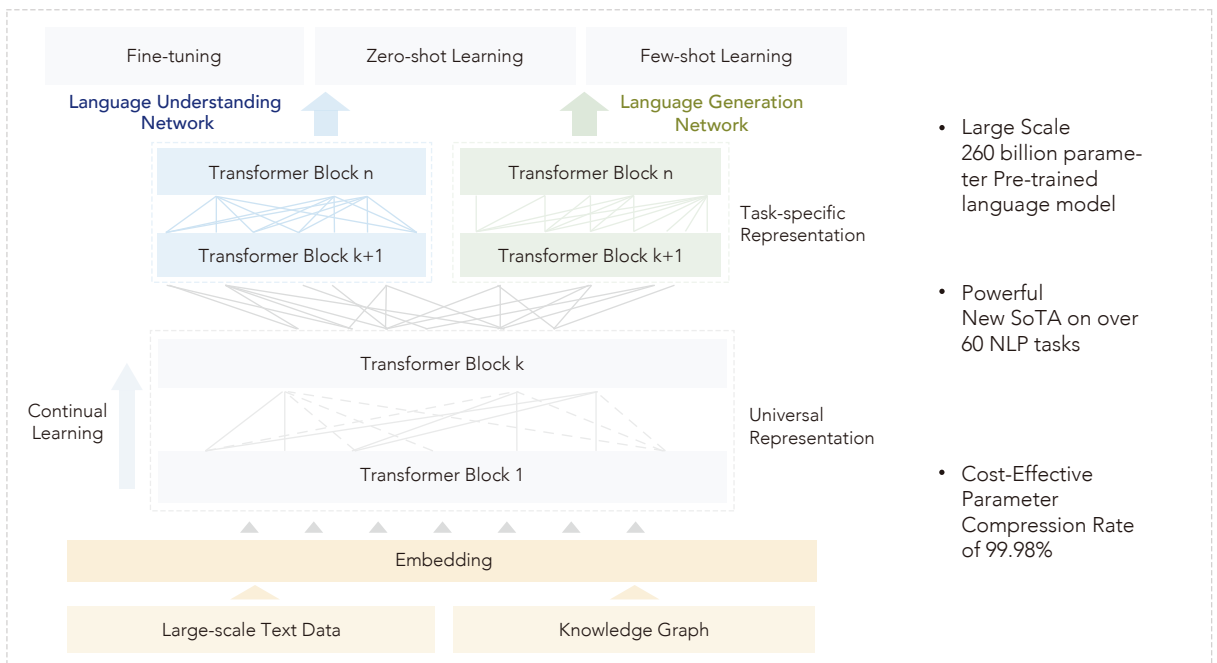 Fine-tuning
Zero-shot Learning
Few-shot Learning
Language Understanding
Network
Language Generation
Network
Transformer Block n
Transformer Block n
Transformer Block k+1
Transformer Block k+1
Task-specific
Representation
Transformer Block k
Continual
Learning
Universal
Representation
Transformer Block 1
Embedding
Large-scale Text Data
Knowledge Graph
• Large Scale
260 billion parame-
ter Pre-trained
language model
• Powerful
New SoTA on over
60 NLP tasks
• Cost-Effective
Parameter
Compression Rate
of 99.98%